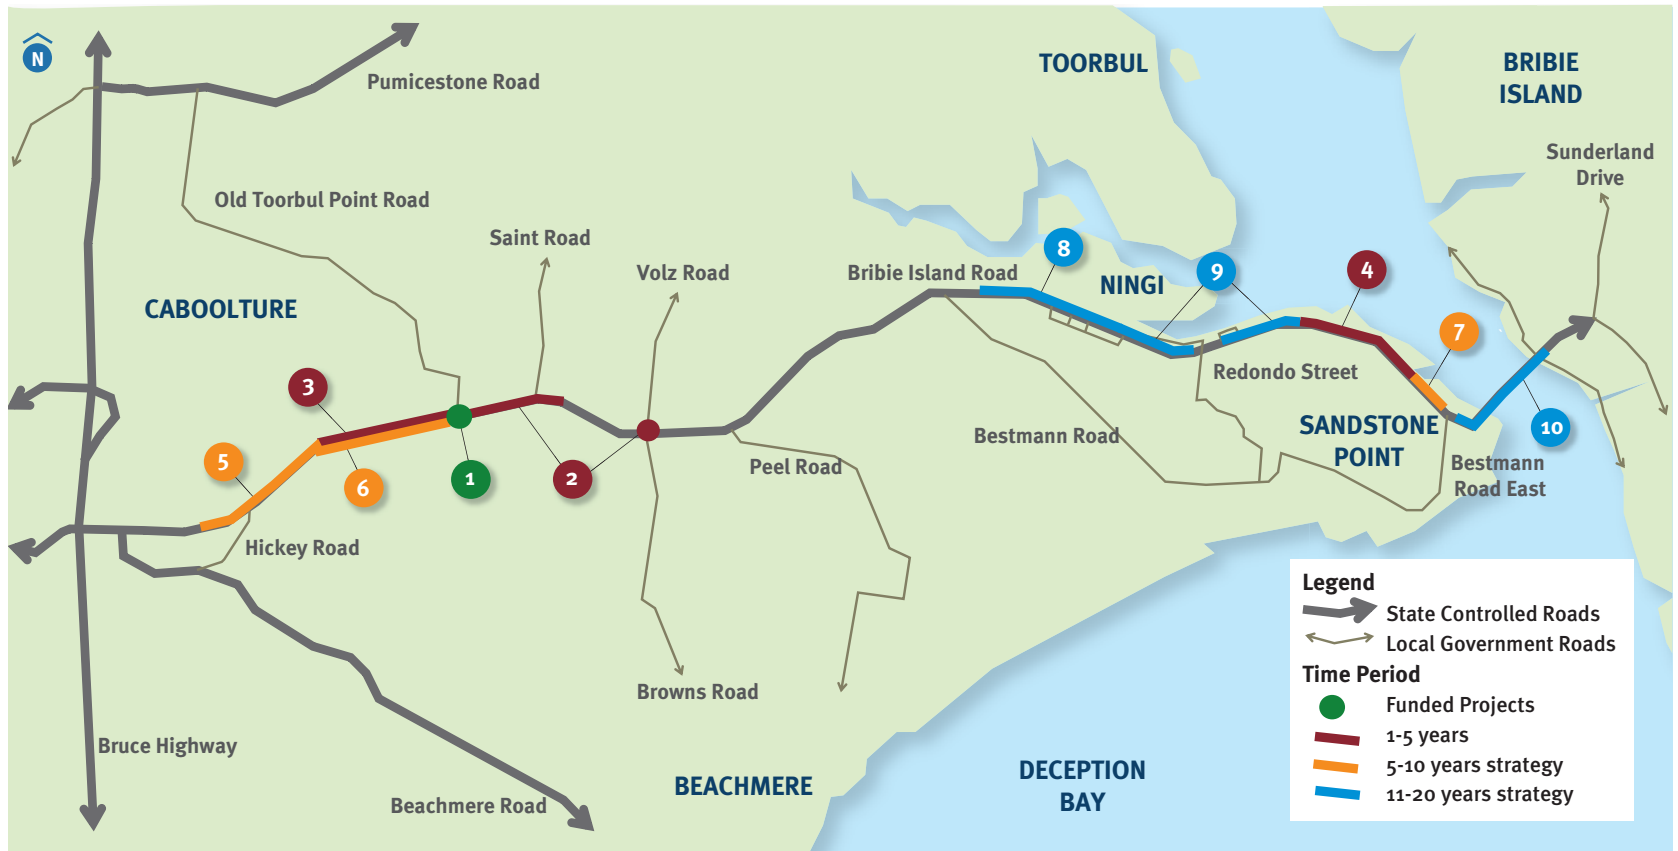 N
Pumicestone Road
TOORBUL
BRIBIE
ISLAND
Sunderland
Drive
Old Toorbul Point Road
Saint Road
Volz Road
Bribie Island Road
8
NINGI
9
4
CABOOLTURE
7
3
Redondo Street
SANDSTONE
POINT
10
Bestmann Road
5
6
1
2
Peel Road
Bestmann
Road East
Hickey Road
Browns Road
Bruce Highway
Beachmere Road
BEACHMERE
DECEPTION
BAY
Legend
State Controlled Roads
Local Government Roads
Time Period
Funded Projects
1-5 years
5-10 years strategy
11-20 years strategy